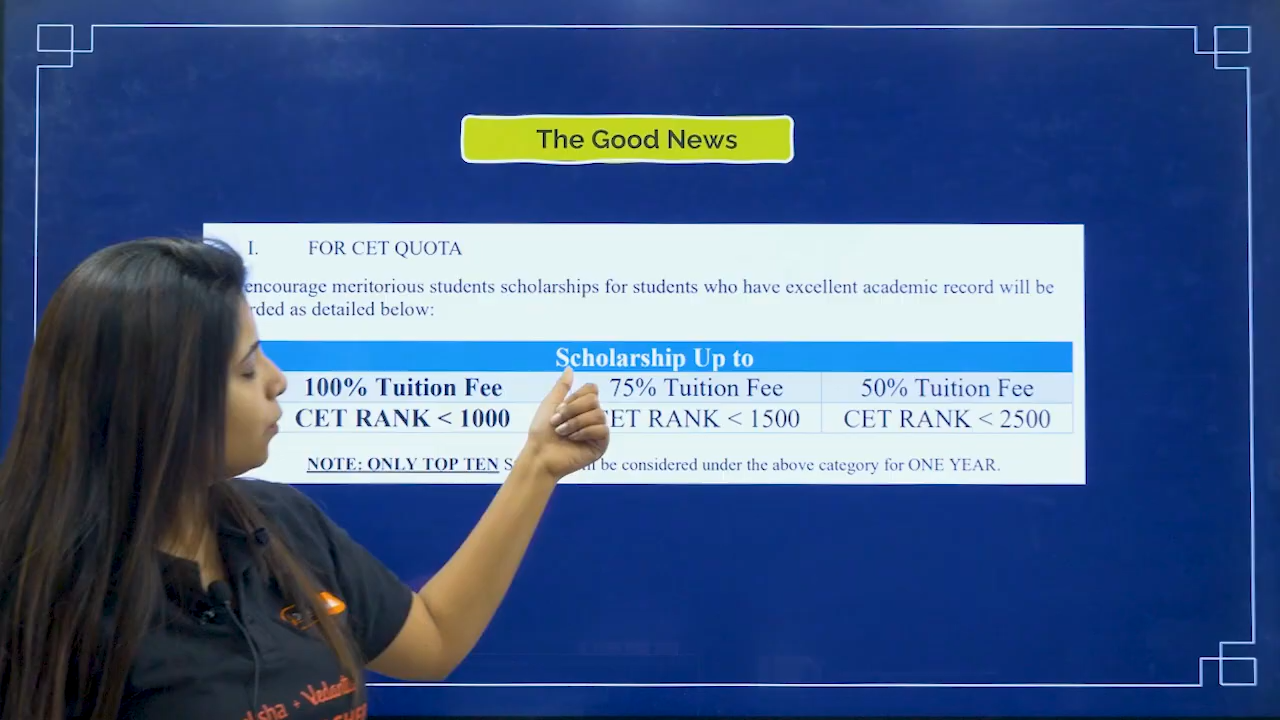 The Good News
I. FOR CET QUOTA
encourage meritorious students scholarships for students who have excellent academic record will be
as detailed below:
Scholarship Up to
100% Tuition Fee 75% Tuition Fee 50% Tuition Fee
CET RANK < 1000 CET RANK < 1500 CET RANK < 2500
NOTE: ONLY TOP TEN be considered under the above category for ONE YEAR.
+ Vedantu